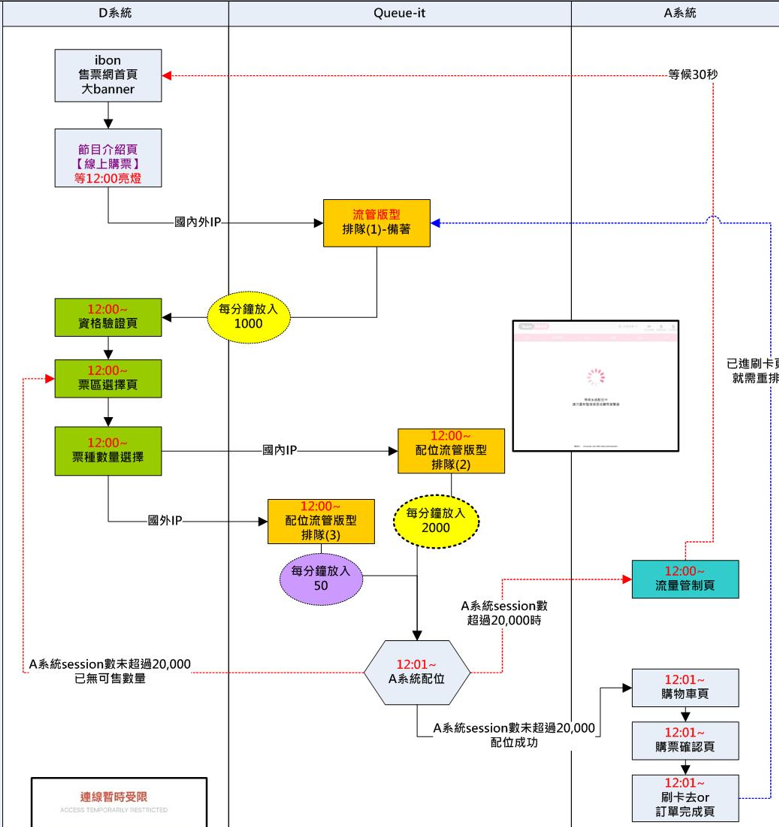 D系統
Queue-it
A系統
ibon
售票網首頁
大banner
等候30秒
節目介紹頁
【線上購票】
等12:00亮燈
國內外IP
流管版型
排隊(1)-備著
每分鐘放入
1000
12:00~
資格驗證頁
12:00~
票區選擇頁
已進刷卡頁
就需重排
12:00~
票種數量選擇
國內IP
12:00~
配位流管版型
排隊(2)
每分鐘放入
2000
國外IP
12:00~
配位流管版型
排隊(3)
每分鐘放入
50
12:00~
流量管制頁
A系統session數
超過20,000時
A系統session數未超過20,000
已無可售數量
12:01~
A系統配位
12:01~
購物車頁
A系統session數未超過20,000
配位成功
12:01~
購票確認頁
12:01~
刷卡去or
訂單完成頁
連線暫時受限
ACCESS TEMPORARILY RESTRICTED